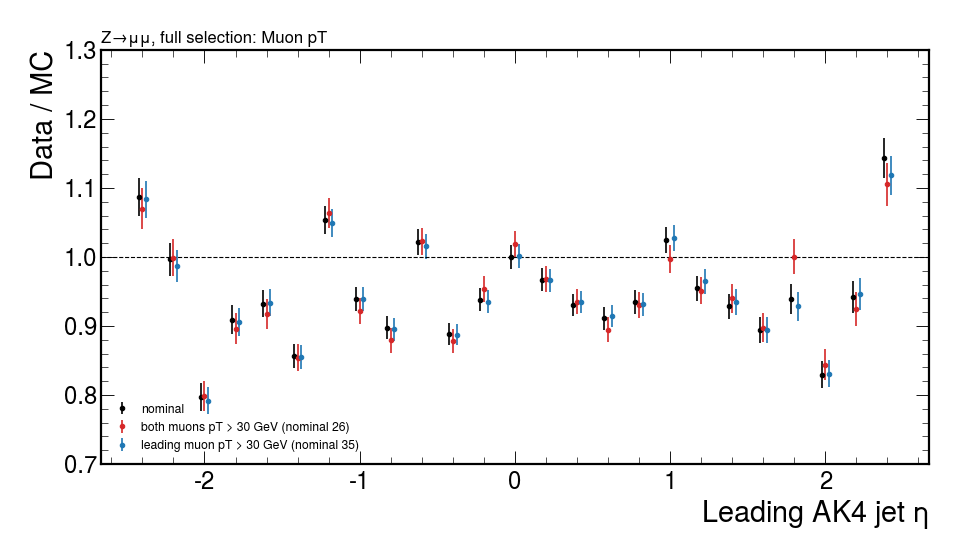 Z→μμ, full selection: Muon pT
Data / MC
1.3
1.2
1.1
1.0
0.9
0.8
0.7
nominal
both muons pT > 30 GeV (nominal 26)
leading muon pT > 30 GeV (nominal 35)
-2 -1 0 1 2
Leading AK4 jet η